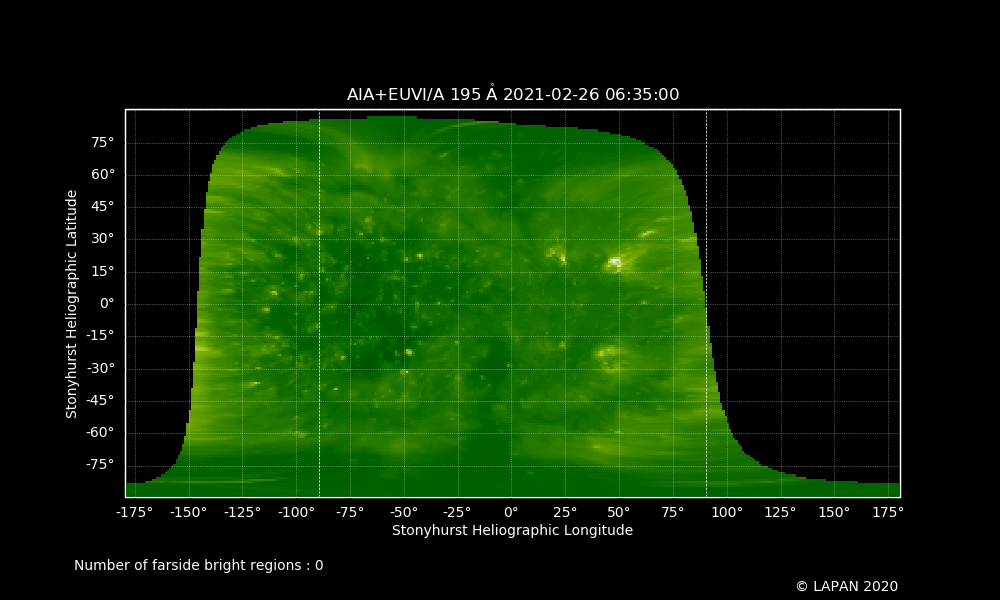 AIA+EUVI/A 195 Å 2021-02-26 06:35:00
Stonyhurst Heliographic Latitude
75°
60°
45°
30°
15°
0°
-15°
-30°
-45°
-60°
-75°
-175° -150° -125° -100° -75° -50° -25° 0° 25° 50° 75° 100° 125° 150° 175°
Stonyhurst Heliographic Longitude
Number of farside bright regions : 0
© LAPAN 2020